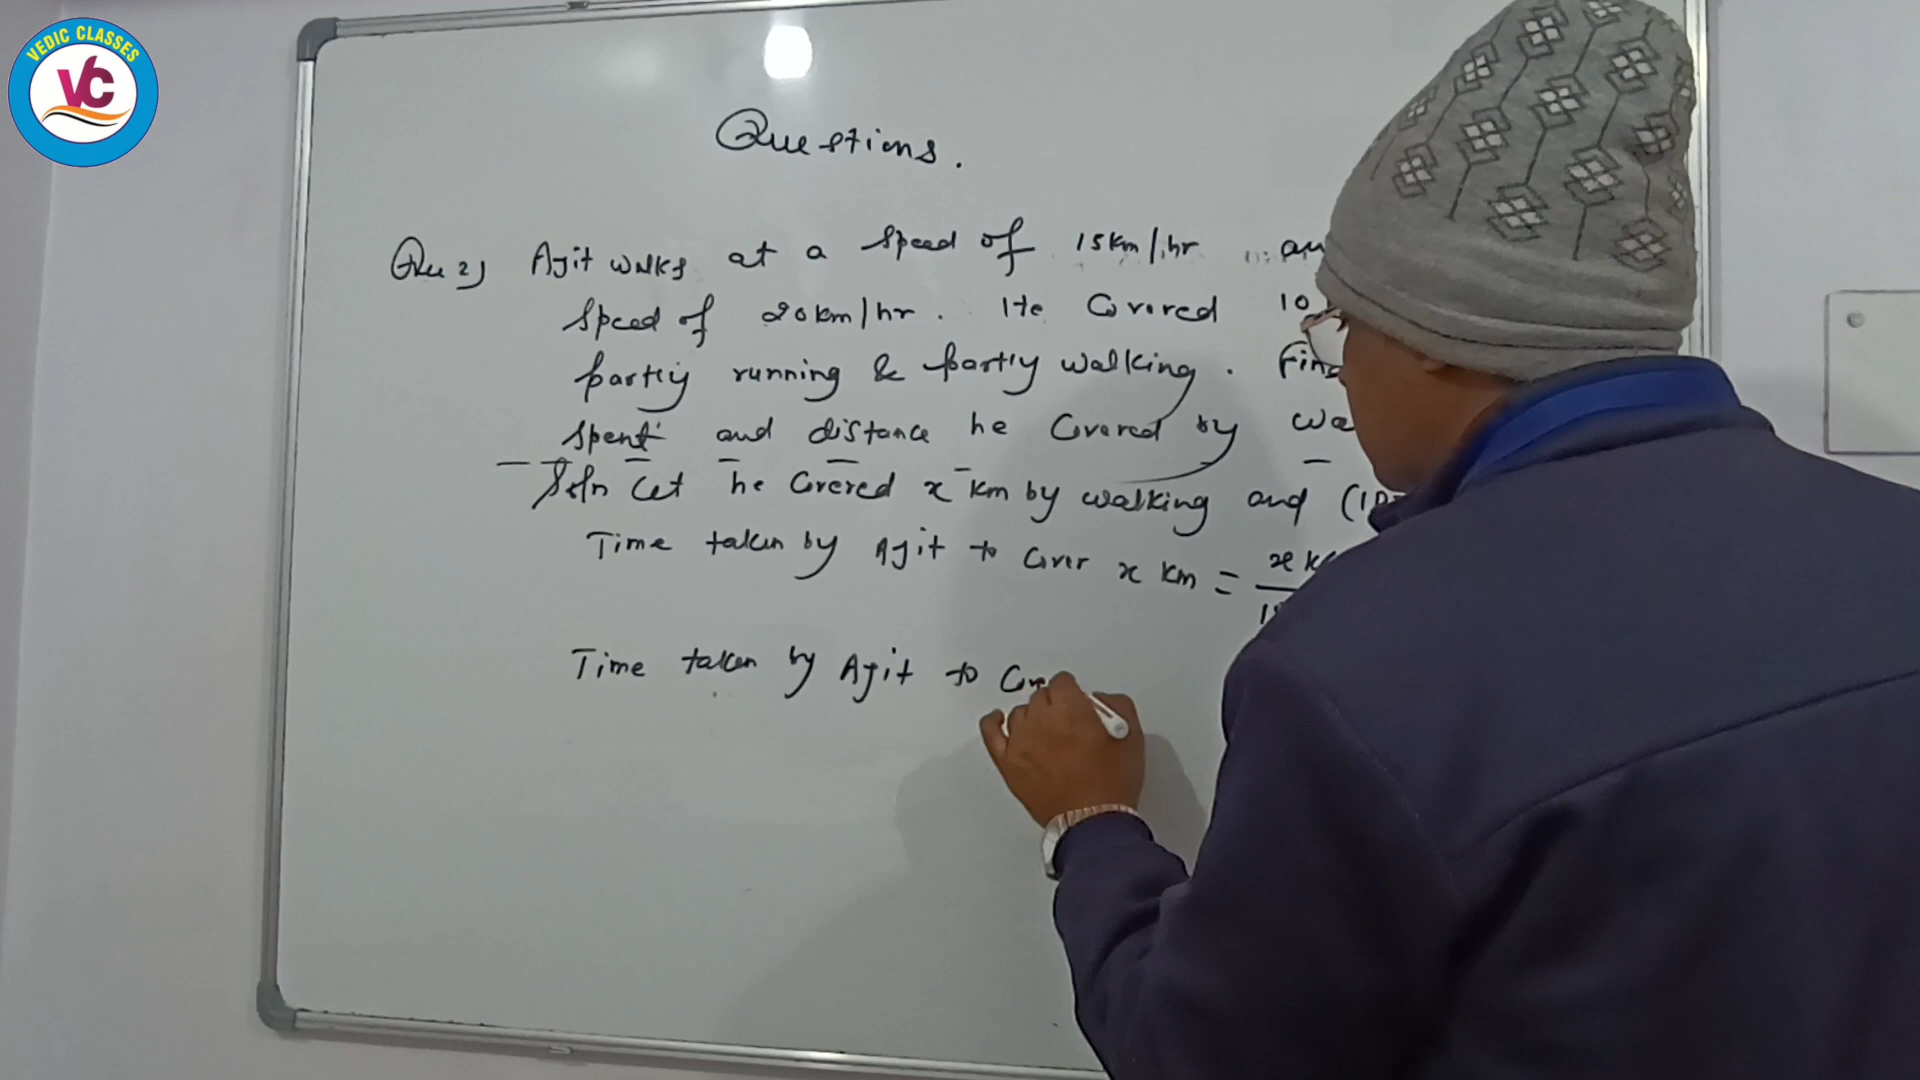 VEDIC CLASSES
VC
Questions.
Que 2) Ajit walks at a speed of 15km/hr
speed of 20km/hr. He Covered 10
partly running & partly walking.
spent and distance he Covered by
Soln Let he Covered x km by walking and
Time taken by Ajit to Cover x km =
Time taken by Ajit to